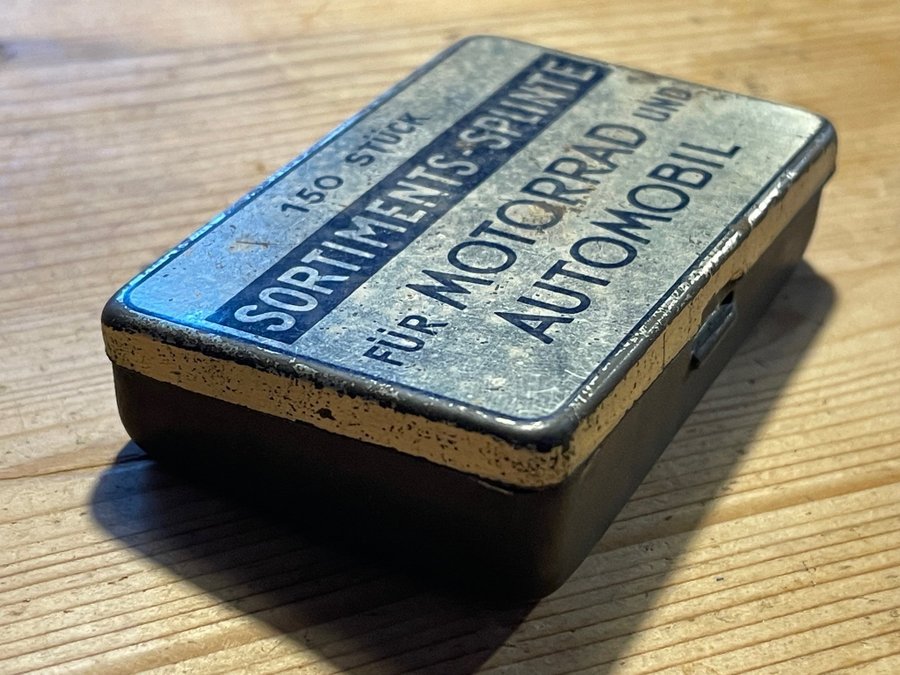 150 STÜCK
SORTIMENTS-SPLINTE
FÜR MOTORRAD UND
AUTOMOBIL